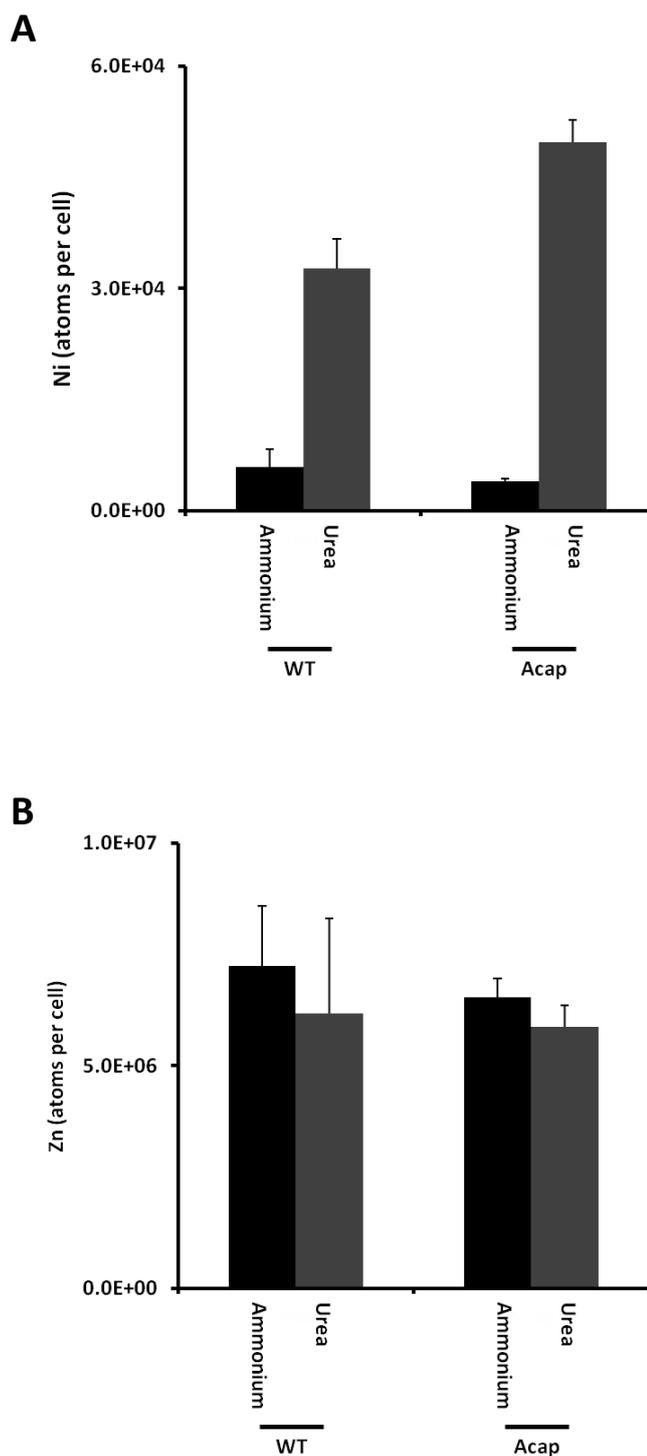 A
6.0E+04
Ni (atoms per cell)
3.0E+04
0.0E+00
Ammonium
Urea
Ammonium
Urea
WT
Acap
B
1.0E+07
Zn (atoms per cell)
5.0E+06
0.0E+00
Ammonium
Urea
Ammonium
Urea
WT
Acap